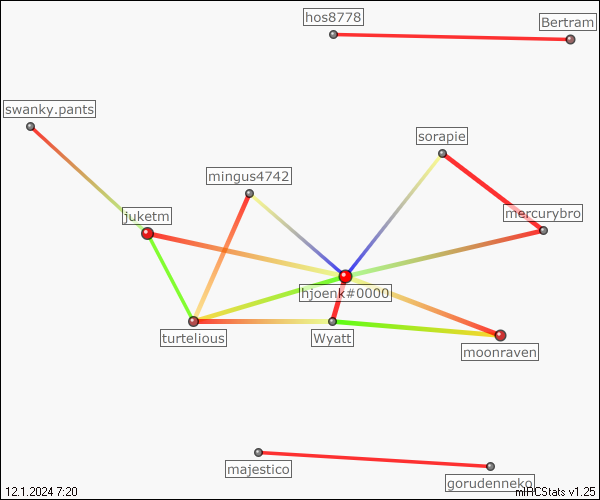 hos8778
Bertram
swanky.pants
sorapie
mingus4742
mercurybro
juketm
hjoenk#0000
turtelious
Wyatt
moonraven
majestico
gorudenneko
12.1.2024 7:20
mIRCStats v1.25